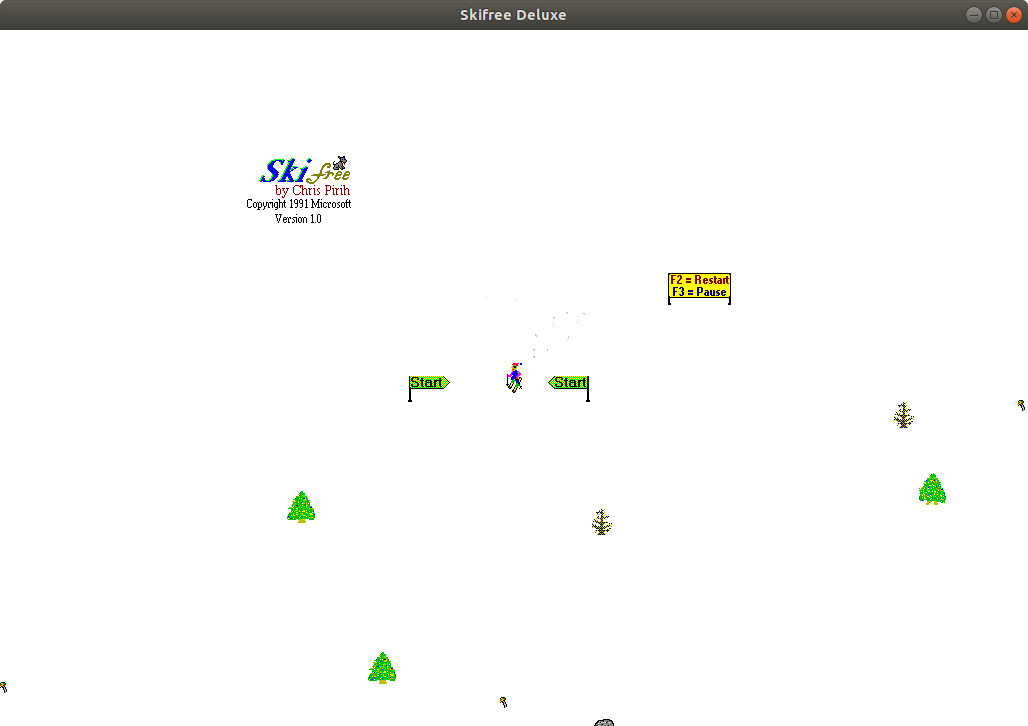 Skifree Deluxe
Ski free
by Chris Pirih
Copyright 1991 Microsoft
Version 1.0
F2 = Restart
F3 = Pause
Start
Start